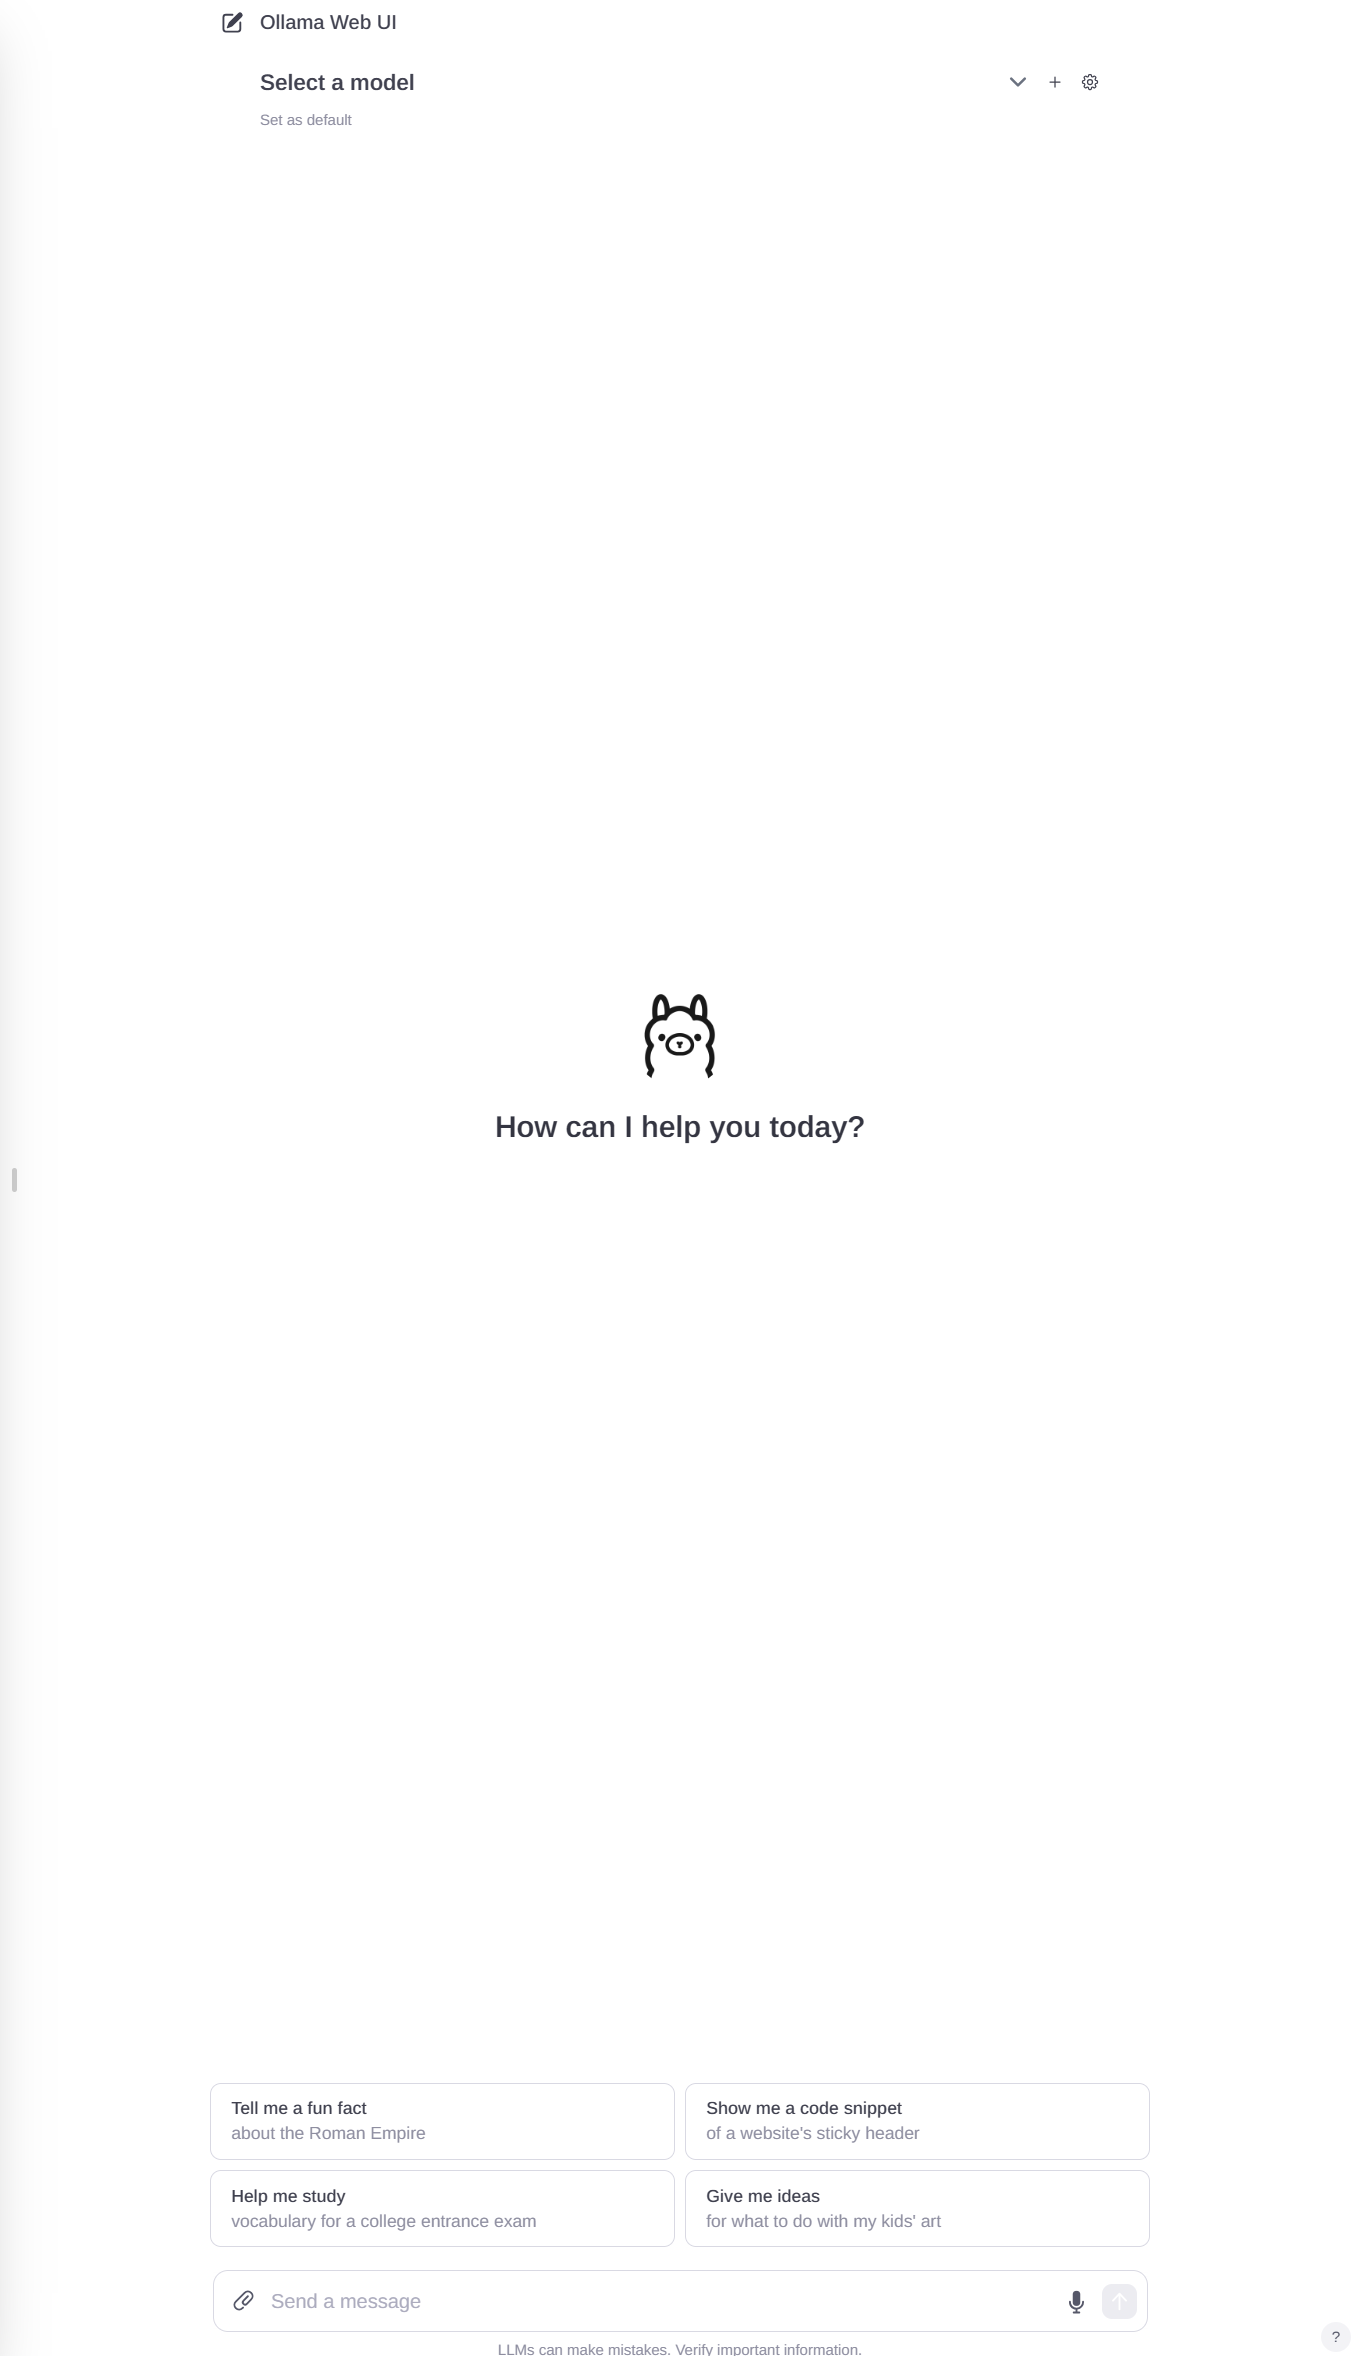 Ollama Web UI
Select a model
Set as default
How can I help you today?
Tell me a fun fact
about the Roman Empire
Show me a code snippet
of a website's sticky header
Help me study
vocabulary for a college entrance exam
Give me ideas
for what to do with my kids' art
Send a message
LLMs can make mistakes. Verify important information.
?